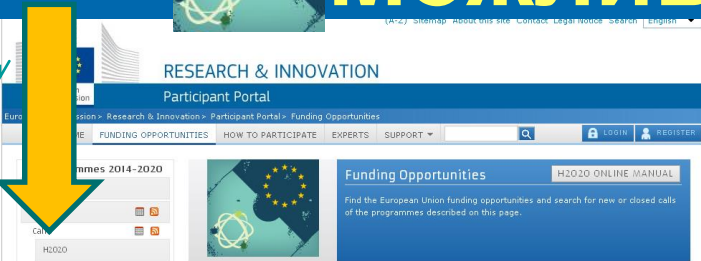 (A-Z) Sitemap About this site Contact Legal Notice Search English
RESEARCH & INNOVATION
Participant Portal
> Research & Innovation > Participant Portal > Funding Opportunities
FUNDING OPPORTUNITIES HOW TO PARTICIPATE EXPERTS SUPPORT LOGIN REGISTER
2014-2020
H2020
Funding Opportunities
H2020 ONLINE MANUAL
Find the European Union funding opportunities and search for new or closed calls
of the programmes described on this page.